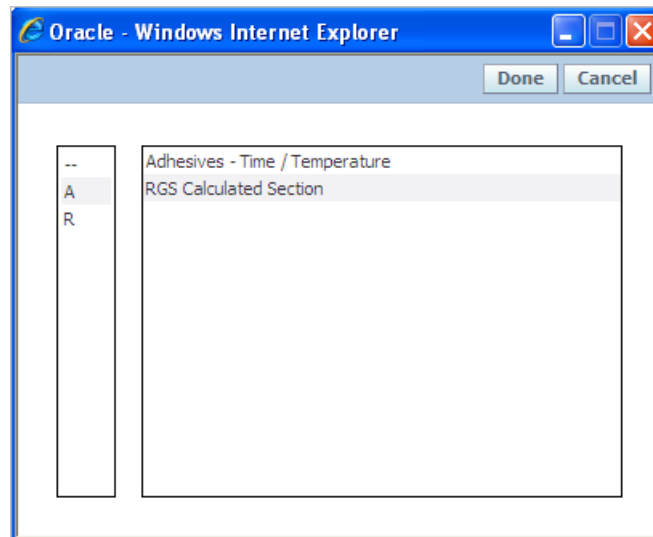 Oracle - Windows Internet Explorer
Done Cancel
--
A
R
Adhesives - Time / Temperature
RGS Calculated Section